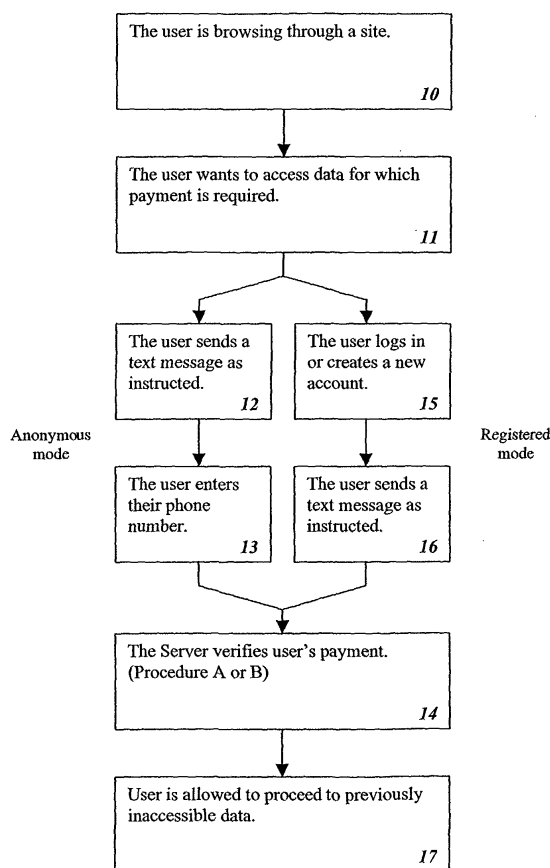 The user is browsing through a site.
10
The user wants to access data for which
payment is required.
11
The user sends a
text message as
instructed.
12
The user logs in
or creates a new
account.
15
Anonymous
mode
Registered
mode
The user enters
their phone
number.
13
The user sends a
text message as
instructed.
16
The Server verifies user's payment.
(Procedure A or B)
14
User is allowed to proceed to previously
inaccessible data.
17